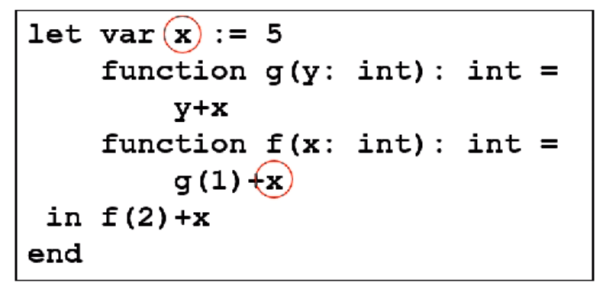 let var x := 5
function g(y: int): int =
y+x
function f(x: int): int =
g(1)+x
in f(2)+x
end